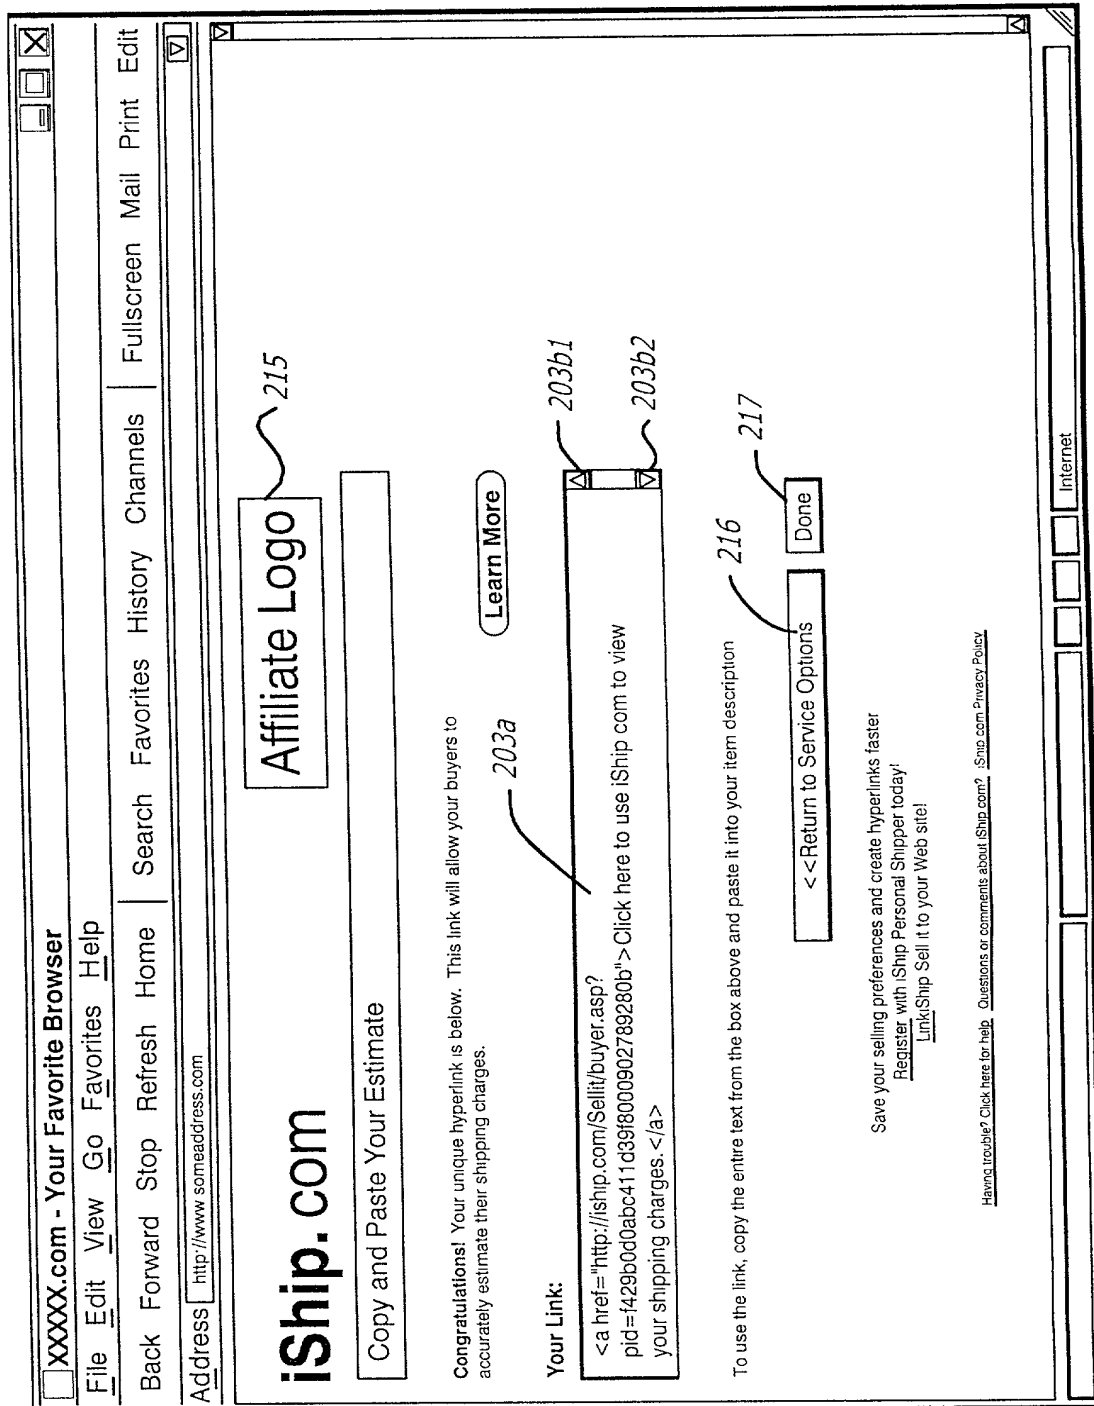 XXXXX.com - Your Favorite Browser
File Edit View Go Favorites Help
Back Forward Stop Refresh Home Search Favorites History Channels Fullscreen Mail Print Edit
Address http://www someaddress.com
iShip.com
Affiliate Logo
215
Copy and Paste Your Estimate
Congratulations! Your unique hyperlink is below. This link will allow your buyers to
accurately estimate their shipping charges.
Learn More
Your Link:
203a
203b1
<a href="http://iship.com/Sellit/buyer.asp?
pid=f429b0d0abc411d39f8000902789280b">Click here to use iShip com to view
your shipping charges.</a>
203b2
To use the link, copy the entire text from the box above and paste it into your item description
216
217
<<Return to Service Options
Done
Save your selling preferences and create hyperlinks faster
Register with iShip Personal Shipper today!
LinkiShip Sell it to your Web site!
Having trouble? Click here for help Questions or comments about iShip com? iShip com Privacy Policy
Internet